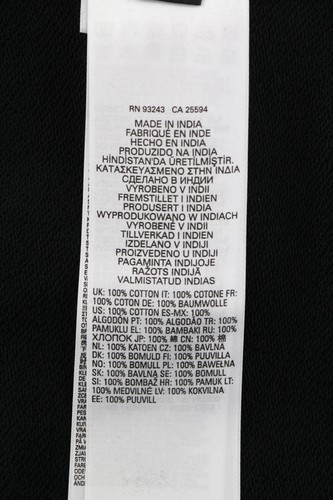 RN 93243 CA 25594
MADE IN INDIA
FABRIQUÉ EN INDE
HECHO EN INDIA
PRODUZIDO NA INDIA
HİNDİSTAN'DA ÜRETİLMİŞTİR.
ΚΑΤΑΣΚΕΥΑΣΜΕΝΟ ΣΤΗΝ ΙΝΔΙΑ
СДЕЛАНО В ИНДИИ
VYROBENO V INDII
FREMSTILLET I INDIEN
PRODUSERT I INDIA
WYPRODUKOWANO W INDIACH
VYROBENÉ V INDII
TILLVERKAD I INDIEN
IZDELANO V INDIJI
PROIZVEDENO U INDIJI
PAGAMINTA INDIJOJE
RAŽOTS INDIJĀ
VALMISTATUD INDIAS
UK: 100% COTTON IT: 100% COTONE FR:
100% COTON DE: 100% BAUMWOLLE
US: 100% COTTON ES-MX: 100%
ALGODÓN PT: 100% ALGODÃO TR: 100%
PAMUKLU EL: 100% BAMBAKI RU: 100%
ХЛОПОК JP: 100% 綿 CN: 100% 棉
NL: 100% KATOEN CZ: 100% BAVLNA
DK: 100% BOMULD FI: 100% PUUVILLA
NO: 100% BOMULL PL: 100% BAWEŁNA
SK: 100% BAVLNA SE: 100% BOMULL
SI: 100% BOMBAŽ HR: 100% PAMUK LT:
100% MEDVILNĖ LV: 100% KOKVILNA
EE: 100% PUUVILL